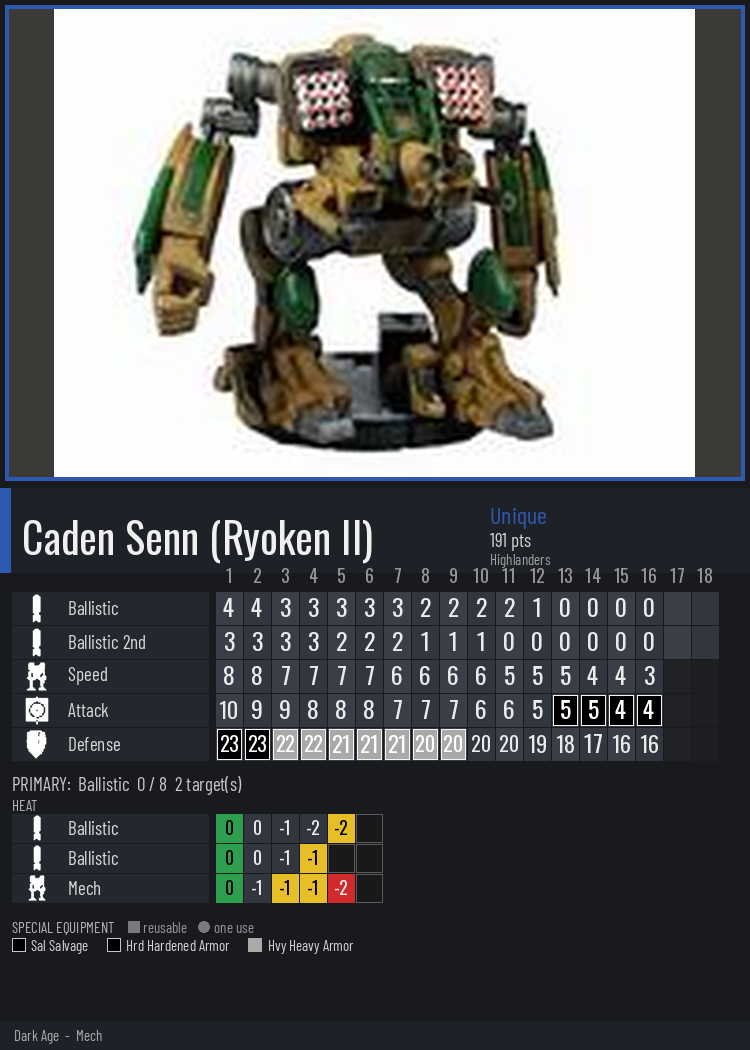 Caden Senn (Ryoken II)
Unique
191 pts
Highlanders
1 2 3 4 5 6 7 8 9 10 11 12 13 14 15 16 17 18
Ballistic 4 4 3 3 3 3 3 2 2 2 2 1 0 0 0 0
Ballistic 2nd 3 3 3 3 2 2 2 1 1 1 0 0 0 0 0 0
Speed 8 8 7 7 7 7 6 6 6 6 5 5 5 4 4 3
Attack 10 9 9 8 8 8 7 7 7 6 6 5 5 5 4 4
Defense 23 23 22 22 21 21 21 20 20 20 20 19 18 17 16 16
PRIMARY: Ballistic 0 / 8 2 target(s)
HEAT
Ballistic 0 0 -1 -2 -2
Ballistic 0 0 -1 -1
Mech 0 -1 -1 -1 -2
SPECIAL EQUIPMENT reusable one use
Sal Salvage Hrd Hardened Armor Hvy Heavy Armor
Dark Age - Mech